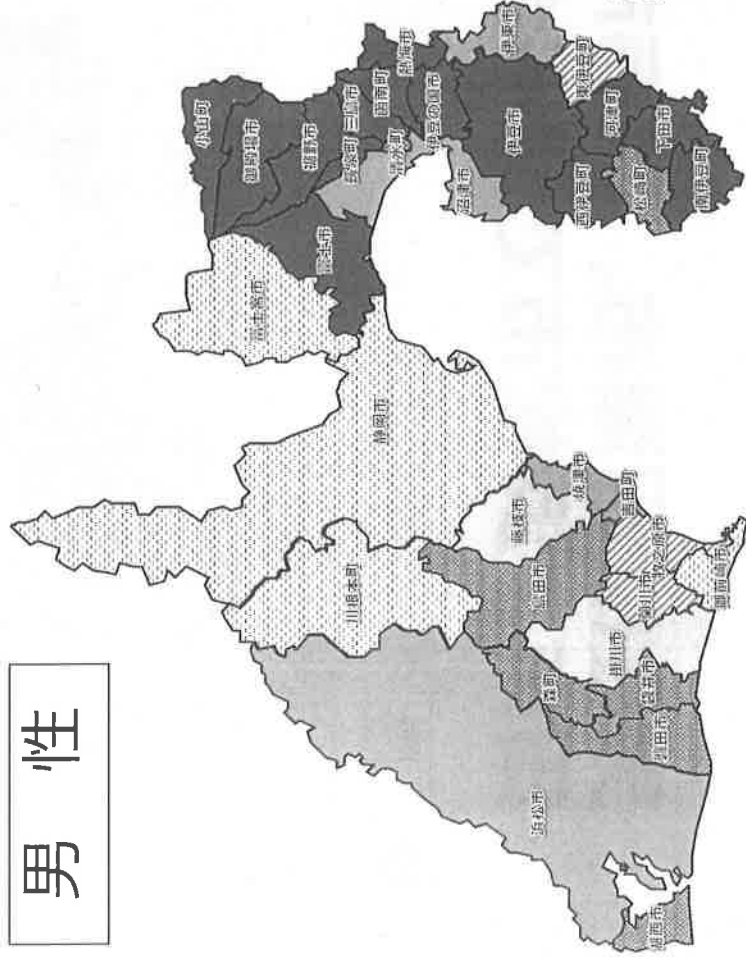 男性
小山町
御殿場市
裾野市
三島市
函南町
熱海市
長泉町
清水町
伊豆の国市
伊東市
東伊豆町
伊豆市
河津町
下田市
南伊豆町
松崎町
西伊豆町
沼津市
富士市
富士宮市
静岡市
川根本町
藤枝市
焼津市
吉田町
島田市
牧之原市
菊川市
御前崎市
掛川市
森町
袋井市
磐田市
浜松市
湖西市